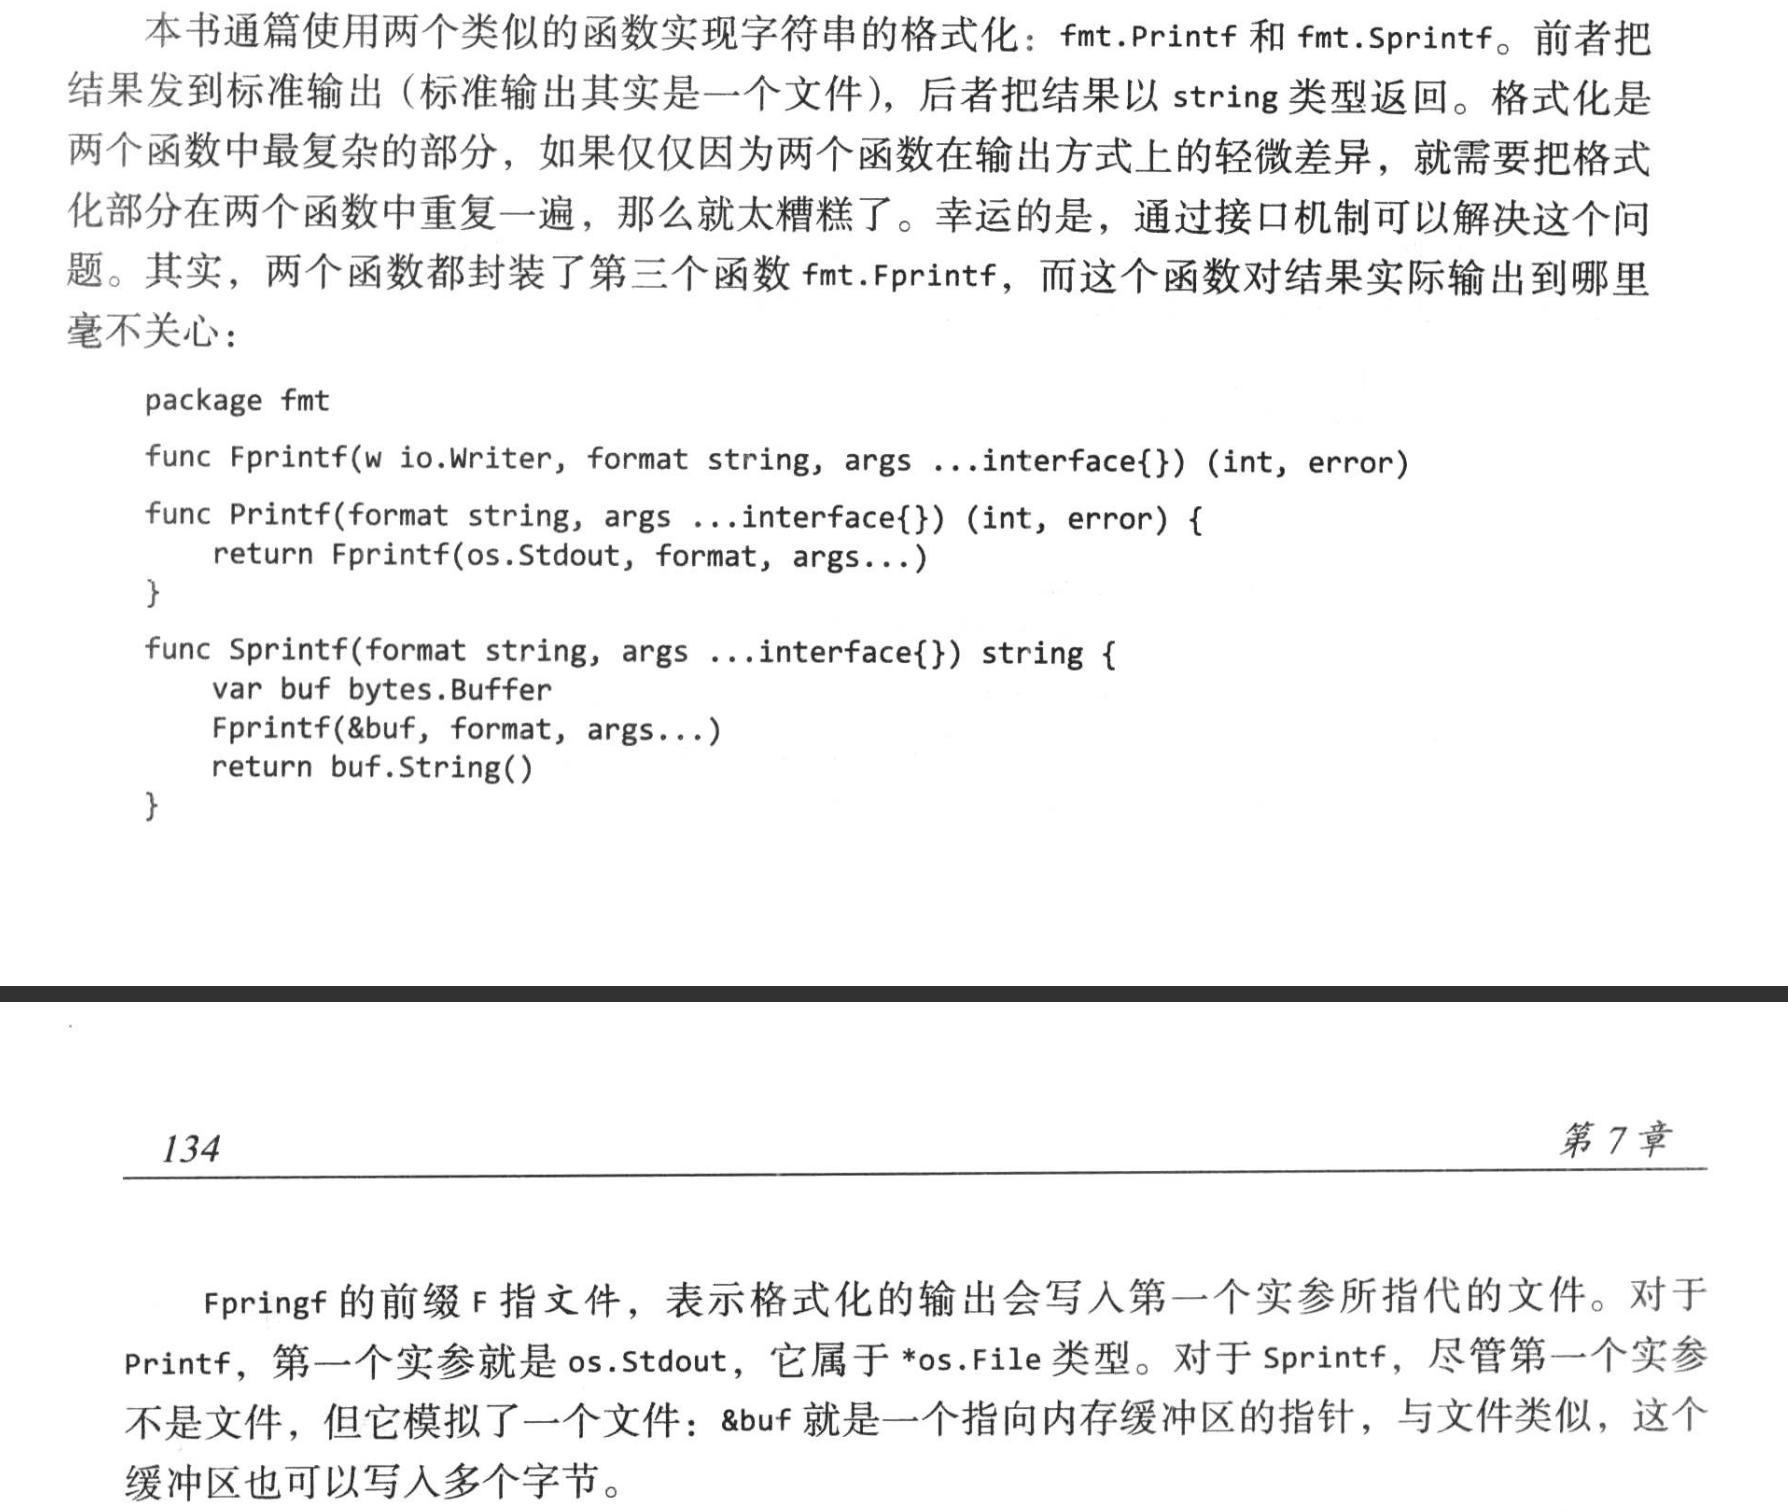 本书通篇使用两个类似的函数实现字符串的格式化：fmt.Printf 和 fmt.Sprintf。前者把
结果发到标准输出（标准输出其实是一个文件），后者把结果以 string 类型返回。格式化是
两个函数中最复杂的部分，如果仅仅因为两个函数在输出方式上的轻微差异，就需要把格式
化部分在两个函数中重复一遍，那么就太糟糕了。幸运的是，通过接口机制可以解决这个问
题。其实，两个函数都封装了第三个函数 fmt.Fprintf，而这个函数对结果实际输出到哪里
毫不关心：
package fmt
func Fprintf(w io.Writer, format string, args ...interface{}) (int, error)
func Printf(format string, args ...interface{}) (int, error) {
    return Fprintf(os.Stdout, format, args...)
}
func Sprintf(format string, args ...interface{}) string {
    var buf bytes.Buffer
    Fprintf(&buf, format, args...)
    return buf.String()
}
134 第 7 章
Fpringf 的前缀 F 指文件，表示格式化的输出会写入第一个实参所指代的文件。对于
Printf，第一个实参就是 os.Stdout，它属于 *os.File 类型。对于 Sprintf，尽管第一个实参
不是文件，但它模拟了一个文件：&buf 就是一个指向内存缓冲区的指针，与文件类似，这个
缓冲区也可以写入多个字节。